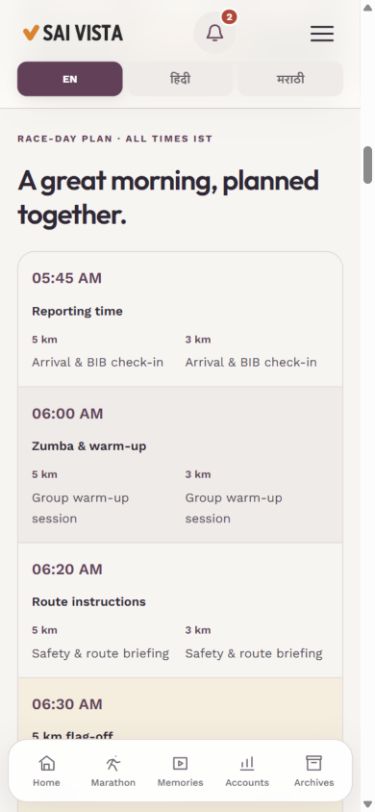 SAI VISTA
2
EN
हिंदी
मराठी
RACE-DAY PLAN · ALL TIMES IST
A great morning, planned
together.
05:45 AM
Reporting time
5 km 3 km
Arrival & BIB check-in Arrival & BIB check-in
06:00 AM
Zumba & warm-up
5 km 3 km
Group warm-up Group warm-up
session session
06:20 AM
Route instructions
5 km 3 km
Safety & route briefing Safety & route briefing
06:30 AM
5 km flag-off
Home Marathon Memories Accounts Archives